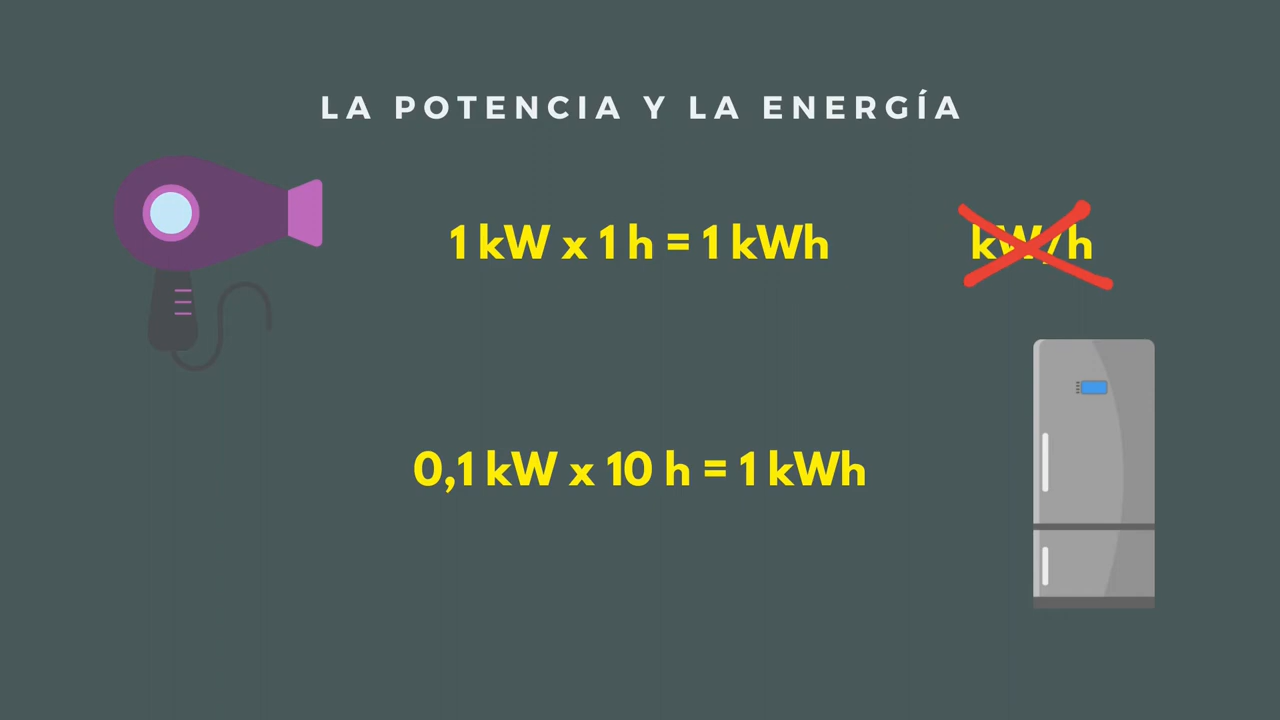 LA POTENCIA Y LA ENERGÍA
1 kW x 1 h = 1 kWh
kW/h
0,1 kW x 10 h = 1 kWh